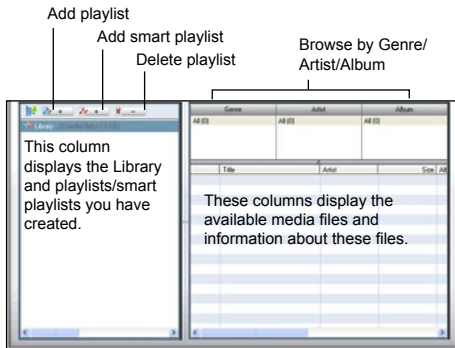 Add playlist
Add smart playlist
Delete playlist
Browse by Genre/
Artist/Album
Genre Artist Album
All (0) All (0) All (0)
Library
This column
displays the Library
and playlists/smart
playlists you have
created.
Title Artist Size
These columns display the
available media files and
information about these files.